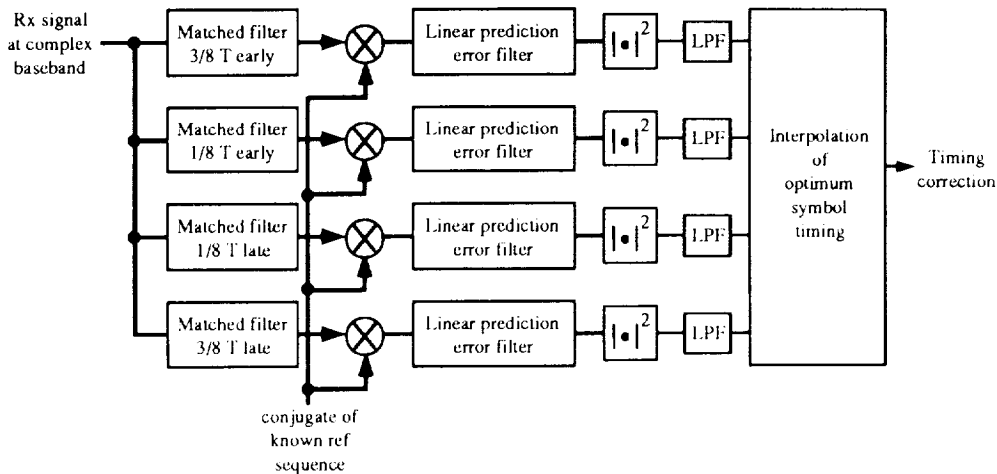 Rx signal
at complex
baseband
Matched filter
3/8 T early
Linear prediction
error filter
|•|²
LPF
Matched filter
1/8 T early
Linear prediction
error filter
|•|²
LPF
Matched filter
1/8 T late
Linear prediction
error filter
|•|²
LPF
Matched filter
3/8 T late
Linear prediction
error filter
|•|²
LPF
Interpolation
of
optimum
symbol
timing
Timing
correction
conjugate of
known ref
sequence